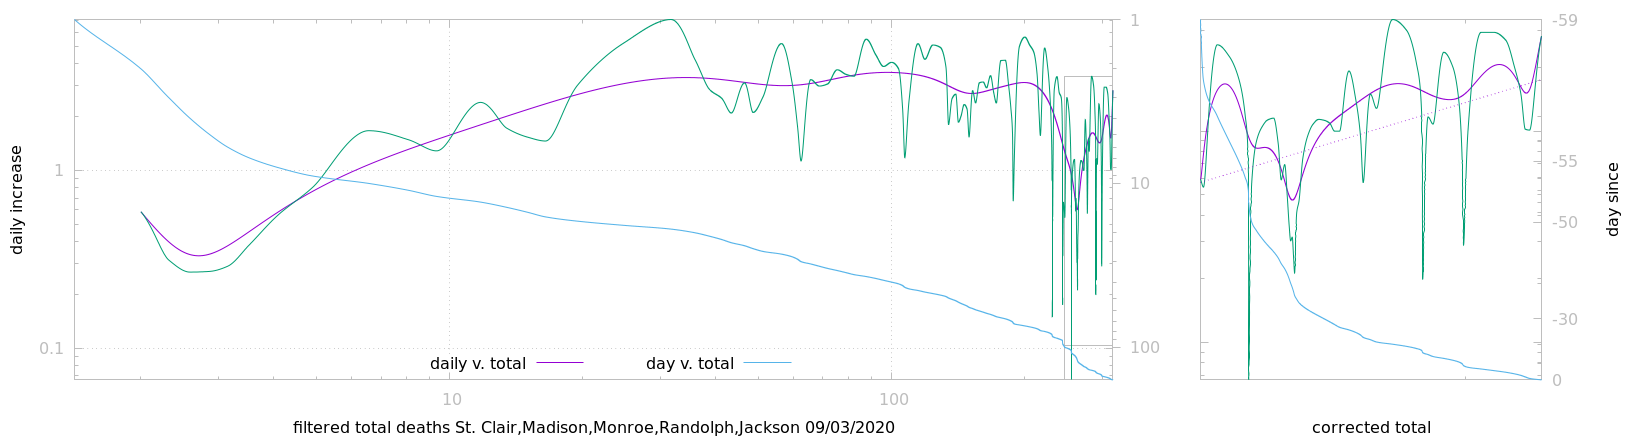 daily increase
1
0.1
10
100
1
10
100
daily v. total
day v. total
filtered total deaths St. Clair,Madison,Monroe,Randolph,Jackson 09/03/2020
-59
-55
-50
-30
0
day since
corrected total